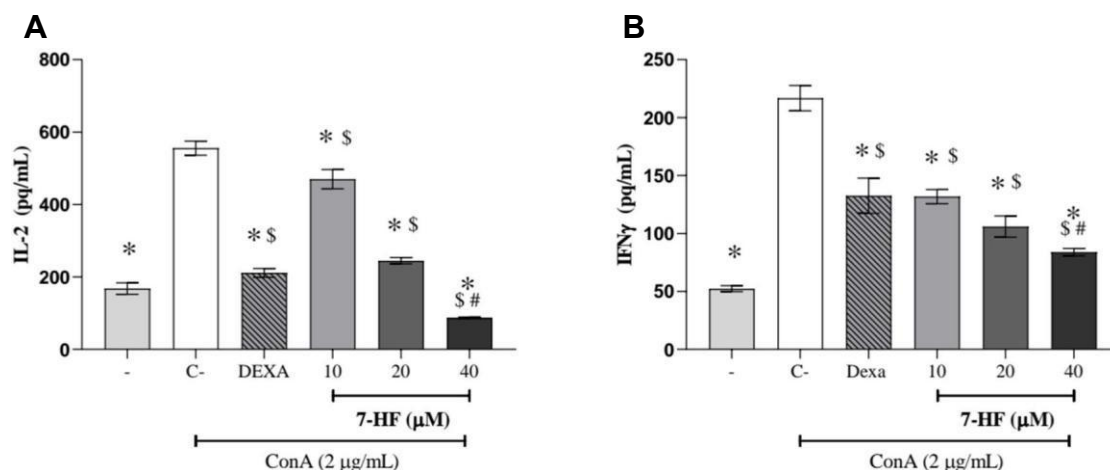 A
IL-2 (pq/mL)
800
600
400
200
0
*
* $
* $
* $
*
$ #
- C- DEXA 10 20 40
7-HF (μM)
ConA (2 μg/mL)
B
IFNγ (pq/mL)
250
200
150
100
50
0
*
* $
* $
* $
*
$ #
- C- Dexa 10 20 40
7-HF (μM)
ConA (2 μg/mL)